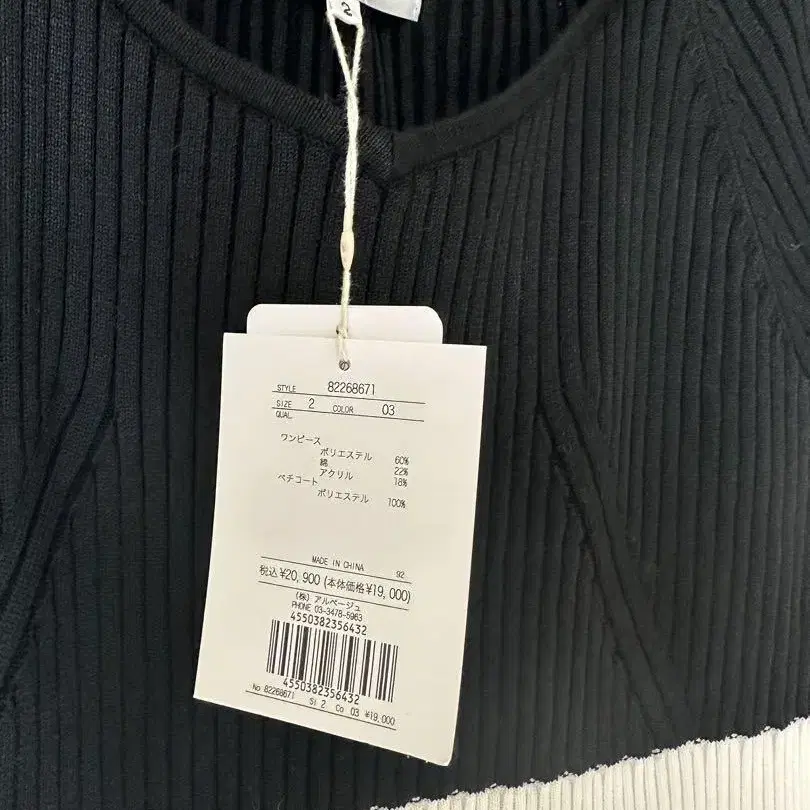 2
STYLE 82268671
SIZE 2 COLOR 03
QUAL.
ワンピース
ポリエステル 60%
綿 22%
アクリル 18%
ペチコート
ポリエステル 100%
MADE IN CHINA 92
税込 ¥20,900 (本体価格¥19,000)
(株) アルページュ
PHONE 03-3478-5963
4550382356432
4550382356432
No 82268671 Si 2 Co 03 ¥19,000